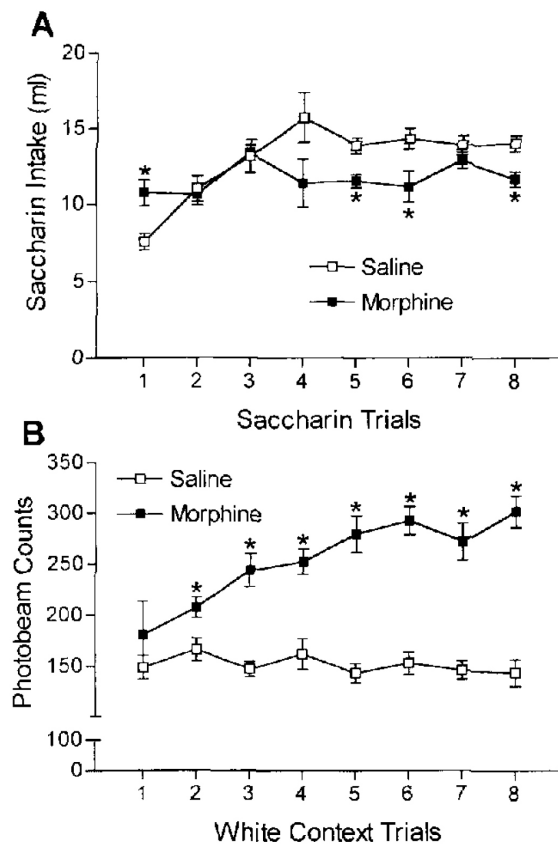 A
20
15
10
5
0
Saccharin Intake (ml)
*
*
*
*
Saline
Morphine
1 2 3 4 5 6 7 8
Saccharin Trials
B
350
300
250
200
150
100
0
Photobeam Counts
Saline
Morphine
*
*
*
*
*
*
*
1 2 3 4 5 6 7 8
White Context Trials